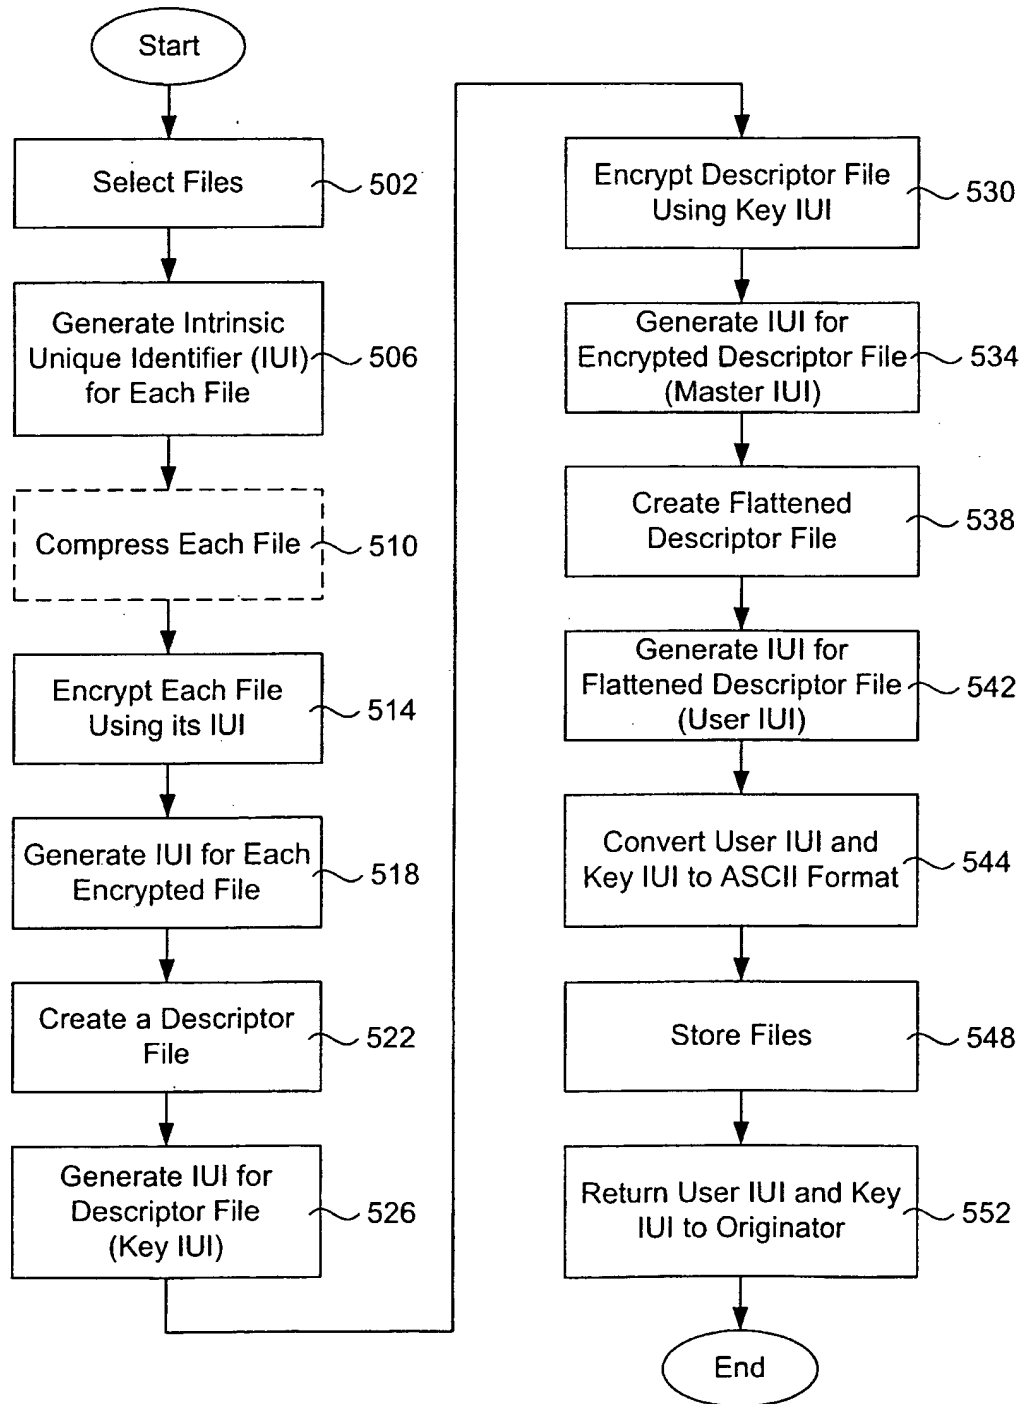 Start
Select Files
502
Generate Intrinsic
Unique Identifier (IUI)
for Each File
506
Compress Each File
510
Encrypt Each File
Using its IUI
514
Generate IUI for Each
Encrypted File
518
Create a Descriptor
File
522
Generate IUI for
Descriptor File
(Key IUI)
526
Encrypt Descriptor File
Using Key IUI
530
Generate IUI for
Encrypted Descriptor File
(Master IUI)
534
Create Flattened
Descriptor File
538
Generate IUI for
Flattened Descriptor File
(User IUI)
542
Convert User IUI and
Key IUI to ASCII Format
544
Store Files
548
Return User IUI and Key
IUI to Originator
552
End